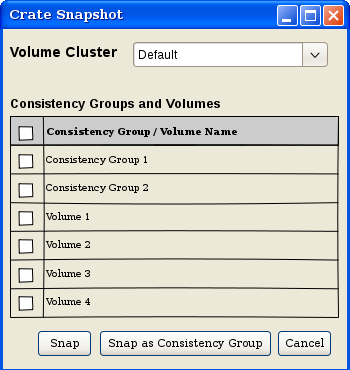 Crate Snapshot
Volume Cluster Default
Consistency Groups and Volumes
Consistency Group / Volume Name
Consistency Group 1
Consistency Group 2
Volume 1
Volume 2
Volume 3
Volume 4
Snap Snap as Consistency Group Cancel